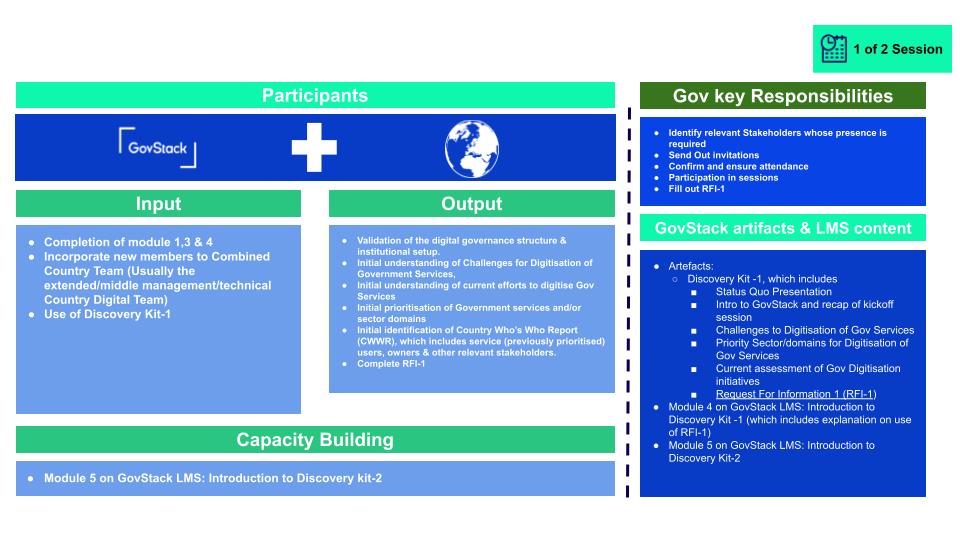 1 of 2 Session
Participants
GovStack
Input
● Completion of module 1,3 & 4
● Incorporate new members to Combined
Country Team (Usually the
extended/middle management/technical
Country Digital Team)
● Use of Discovery Kit-1
Output
● Validation of the digital governance structure &
institutional setup.
● Initial understanding of Challenges for Digitisation of
Government Services,
● Initial understanding of current efforts to digitise Gov
Services
● Initial prioritisation of Government services and/or
sector domains
● Initial identification of Country Who's Who Report
(CWWR), which includes service (previously prioritised)
users, owners & other relevant stakeholders.
● Complete RFI-1
Capacity Building
● Module 5 on GovStack LMS: Introduction to Discovery kit-2
Gov key Responsibilities
● Identify relevant Stakeholders whose presence is
required
● Send Out invitations
● Confirm and ensure attendance
● Participation in sessions
● Fill out RFI-1
GovStack artifacts & LMS content
● Artefacts:
○ Discovery Kit -1, which includes
■ Status Quo Presentation
■ Intro to GovStack and recap of kickoff
session
■ Challenges to Digitisation of Gov Services
■ Priority Sector/domains for Digitisation of
Gov Services
■ Current assessment of Gov Digitisation
initiatives
■ Request For Information 1 (RFI-1)
● Module 4 on GovStack LMS: Introduction to
Discovery Kit -1 (which includes explanation on use
of RFI-1)
● Module 5 on GovStack LMS: Introduction to
Discovery Kit-2